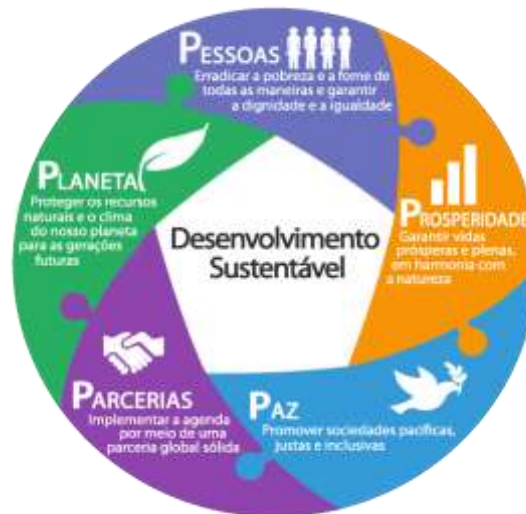 PESSOAS
Erradicar a pobreza e a fome de
todas as maneiras e garantir
a dignidade e a igualdade
PROSPERIDADE
Garantir vidas
prósperas e plenas,
em harmonia com
a natureza
PAZ
Promover sociedades pacíficas,
justas e inclusivas
PARCERIAS
Implementar a agenda
por meio de uma
parceria global sólida
PLANETA
Proteger os recursos
naturais e o clima
do nosso planeta
para as gerações
futuras
Desenvolvimento
Sustentável